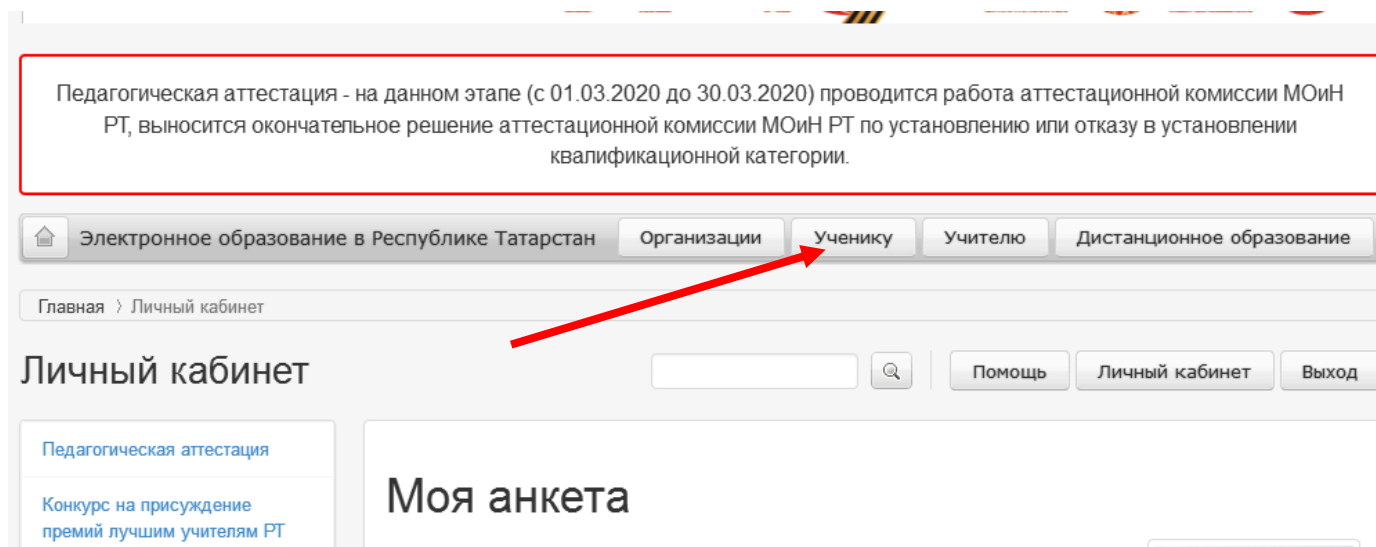 Педагогическая аттестация - на данном этапе (с 01.03.2020 до 30.03.2020) проводится работа аттестационной комиссии МОиН
РТ, выносится окончательное решение аттестационной комиссии МОиН РТ по установлению или отказу в установлении
квалификационной категории.
Электронное образование в Республике Татарстан Организации Ученику Учителю Дистанционное образование
Главная 〉 Личный кабинет
Личный кабинет Помощь Личный кабинет Выход
Педагогическая аттестация
Моя анкета
Конкурс на присуждение
премий лучшим учителям РТ